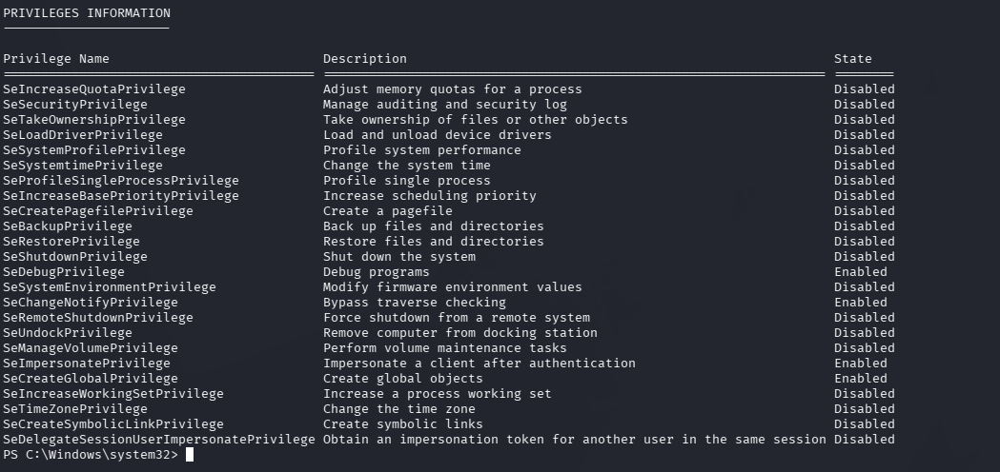 PRIVILEGES INFORMATION
Privilege Name Description State
SeIncreaseQuotaPrivilege Adjust memory quotas for a process Disabled
SeSecurityPrivilege Manage auditing and security log Disabled
SeTakeOwnershipPrivilege Take ownership of files or other objects Disabled
SeLoadDriverPrivilege Load and unload device drivers Disabled
SeSystemProfilePrivilege Profile system performance Disabled
SeSystemtimePrivilege Change the system time Disabled
SeProfileSingleProcessPrivilege Profile single process Disabled
SeIncreaseBasePriorityPrivilege Increase scheduling priority Disabled
SeCreatePagefilePrivilege Create a pagefile Disabled
SeBackupPrivilege Back up files and directories Disabled
SeRestorePrivilege Restore files and directories Disabled
SeShutdownPrivilege Shut down the system Disabled
SeDebugPrivilege Debug programs Enabled
SeSystemEnvironmentPrivilege Modify firmware environment values Disabled
SeChangeNotifyPrivilege Bypass traverse checking Enabled
SeRemoteShutdownPrivilege Force shutdown from a remote system Disabled
SeUndockPrivilege Remove computer from docking station Disabled
SeManageVolumePrivilege Perform volume maintenance tasks Disabled
SeImpersonatePrivilege Impersonate a client after authentication Enabled
SeCreateGlobalPrivilege Create global objects Enabled
SeIncreaseWorkingSetPrivilege Increase a process working set Disabled
SeTimeZonePrivilege Change the time zone Disabled
SeCreateSymbolicLinkPrivilege Create symbolic links Disabled
SeDelegateSessionUserImpersonatePrivilege Obtain an impersonation token for another user in the same session Disabled
PS C:\Windows\system32>